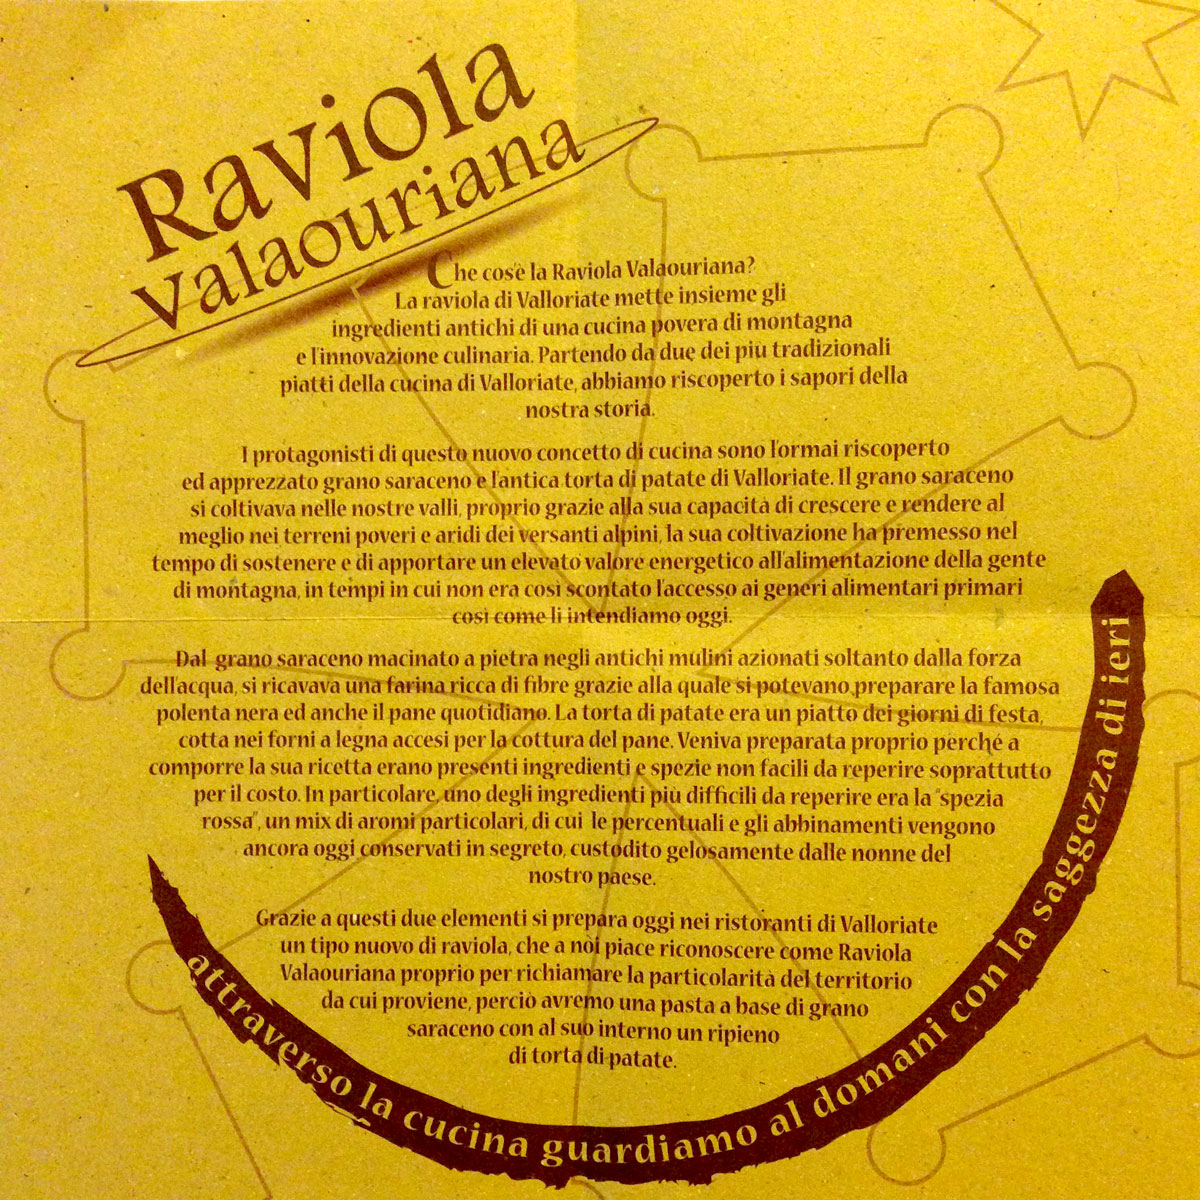 Raviola
valaouriana
Che cos'è la Raviola Valaouriana?
La raviola di Valloriate mette insieme gli
ingredienti antichi di una cucina povera di montagna
e l'innovazione culinaria. Partendo da due dei più tradizionali
piatti della cucina di Valloriate, abbiamo riscoperto i sapori della
nostra storia.
I protagonisti di questo nuovo concetto di cucina sono l'ormai riscoperto
ed apprezzato grano saraceno e l'antica torta di patate di Valloriate. Il grano saraceno
si coltivava nelle nostre valli, proprio grazie alla sua capacità di crescere e rendere al
meglio nei terreni poveri e aridi dei versanti alpini, la sua coltivazione ha premesso nel
tempo di sostenere e di apportare un elevato valore energetico all'alimentazione della gente
di montagna, in tempi in cui non era così scontato l'accesso ai generi alimentari primari
così come li intendiamo oggi.
Dal grano saraceno macinato a pietra negli antichi mulini azionati soltanto dalla forza
dell'acqua, si ricavava una farina ricca di fibre grazie alla quale si potevano preparare la famosa
polenta nera ed anche il pane quotidiano. La torta di patate era un piatto dei giorni di festa,
cotta nei forni a legna accesi per la cottura del pane. Veniva preparata proprio perché a
comporre la sua ricetta erano presenti ingredienti e spezie non facili da reperire soprattutto
per il costo. In particolare, uno degli ingredienti più difficili da reperire era la "spezia
rossa", un mix di aromi particolari, di cui le percentuali e gli abbinamenti vengono
ancora oggi conservati in segreto, custodito gelosamente dalle nonne del
nostro paese.
Grazie a questi due elementi si prepara oggi nei ristoranti di Valloriate
un tipo nuovo di raviola, che a noi piace riconoscere come Raviola
Valaouriana proprio per richiamare la particolarità del territorio
da cui proviene, perciò avremo una pasta a base di grano
saraceno con al suo interno un ripieno
di torta di patate.
attraverso la cucina guardiamo al domani con la saggezza di ieri